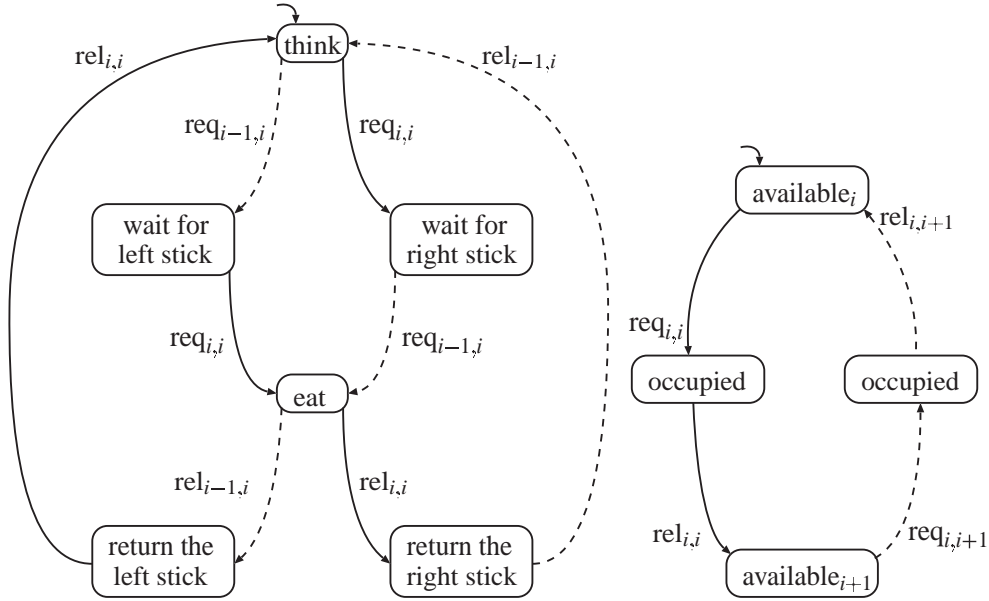 think
rel_{i,i}
rel_{i−1,i}
req_{i−1,i}
req_{i,i}
wait for
left stick
wait for
right stick
req_{i,i}
req_{i−1,i}
eat
rel_{i−1,i}
rel_{i,i}
return the
left stick
return the
right stick
available_i
rel_{i,i+1}
req_{i,i}
occupied
occupied
rel_{i,i}
req_{i,i+1}
available_{i+1}